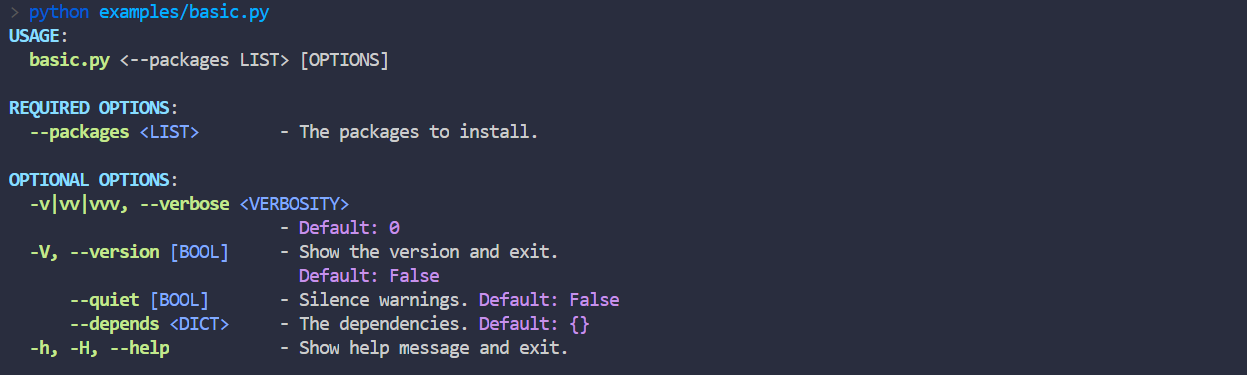 > python examples/basic.py
USAGE:
basic.py <--packages LIST> [OPTIONS]
REQUIRED OPTIONS:
--packages <LIST> - The packages to install.
OPTIONAL OPTIONS:
-v|vv|vvv, --verbose <VERBOSITY>
- Default: 0
-V, --version [BOOL] - Show the version and exit.
Default: False
--quiet [BOOL] - Silence warnings. Default: False
--depends <DICT> - The dependencies. Default: {}
-h, -H, --help - Show help message and exit.